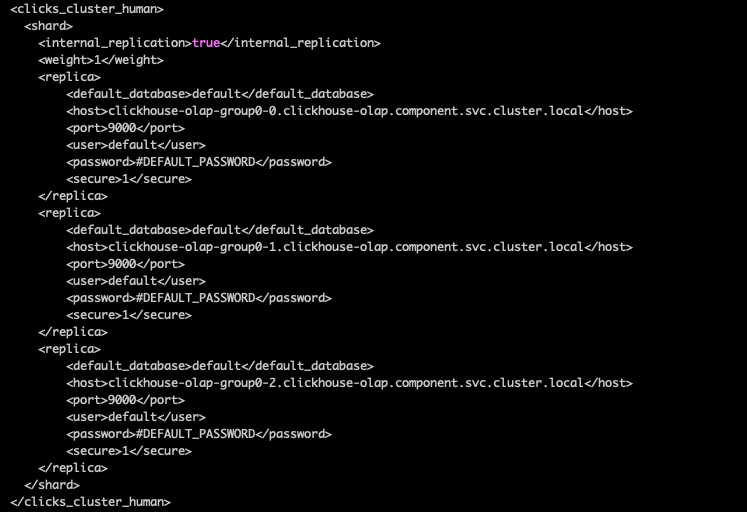 <clicks_cluster_human>
<shard>
<internal_replication>true</internal_replication>
<weight>1</weight>
<replica>
<default_database>default</default_database>
<host>clickhouse-olap-group0-0.clickhouse-olap.component.svc.cluster.local</host>
<port>9000</port>
<user>default</user>
<password>#DEFAULT_PASSWORD</password>
<secure>1</secure>
</replica>
<replica>
<default_database>default</default_database>
<host>clickhouse-olap-group0-1.clickhouse-olap.component.svc.cluster.local</host>
<port>9000</port>
<user>default</user>
<password>#DEFAULT_PASSWORD</password>
<secure>1</secure>
</replica>
<replica>
<default_database>default</default_database>
<host>clickhouse-olap-group0-2.clickhouse-olap.component.svc.cluster.local</host>
<port>9000</port>
<user>default</user>
<password>#DEFAULT_PASSWORD</password>
<secure>1</secure>
</replica>
</shard>
</clicks_cluster_human>